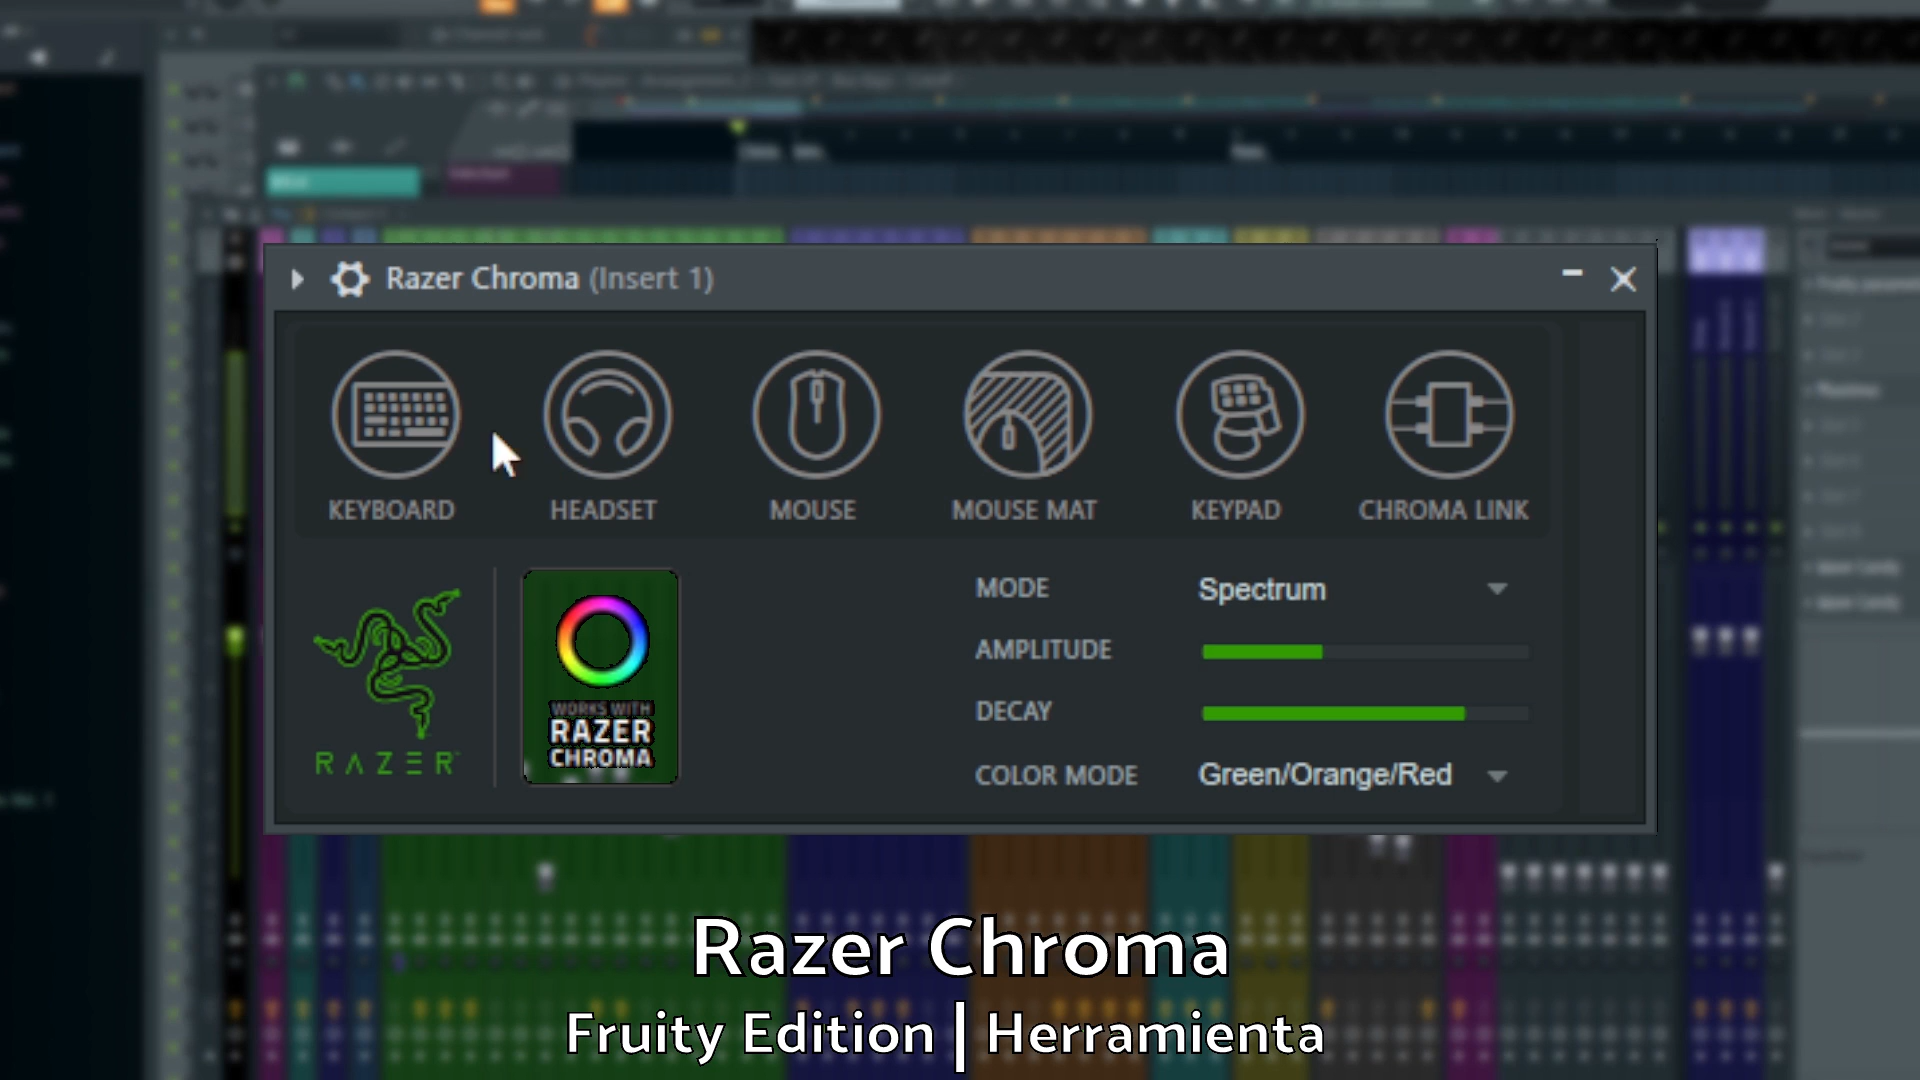 Razer Chroma (Insert 1)
KEYBOARD
HEADSET
MOUSE
MOUSE MAT
KEYPAD
CHROMA LINK
RAZER™
WORKS WITH
RAZER
CHROMA
MODE
Spectrum
AMPLITUDE
DECAY
COLOR MODE
Green/Orange/Red
Razer Chroma
Fruity Edition | Herramienta